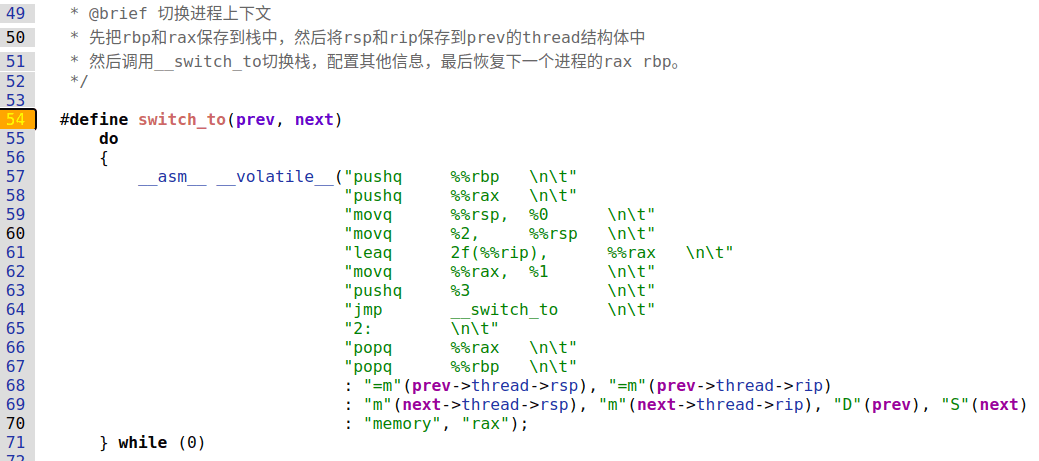 49 * @brief 切换进程上下文
50 * 先把rbp和rax保存到栈中，然后将rsp和rip保存到prev的thread结构体中
51 * 然后调用__switch_to切换栈，配置其他信息，最后恢复下一个进程的rax rbp。
52 */
53
54 #define switch_to(prev, next)
55 do
56 {
57 __asm__ __volatile__("pushq %%rbp \n\t"
58 "pushq %%rax \n\t"
59 "movq %%rsp, %0 \n\t"
60 "movq %2, %%rsp \n\t"
61 "leaq 2f(%%rip), %%rax \n\t"
62 "movq %%rax, %1 \n\t"
63 "pushq %3 \n\t"
64 "jmp __switch_to \n\t"
65 "2: \n\t"
66 "popq %%rax \n\t"
67 "popq %%rbp \n\t"
68 : "=m"(prev->thread->rsp), "=m"(prev->thread->rip)
69 : "m"(next->thread->rsp), "m"(next->thread->rip), "D"(prev), "S"(next)
70 : "memory", "rax");
71 } while (0)
72